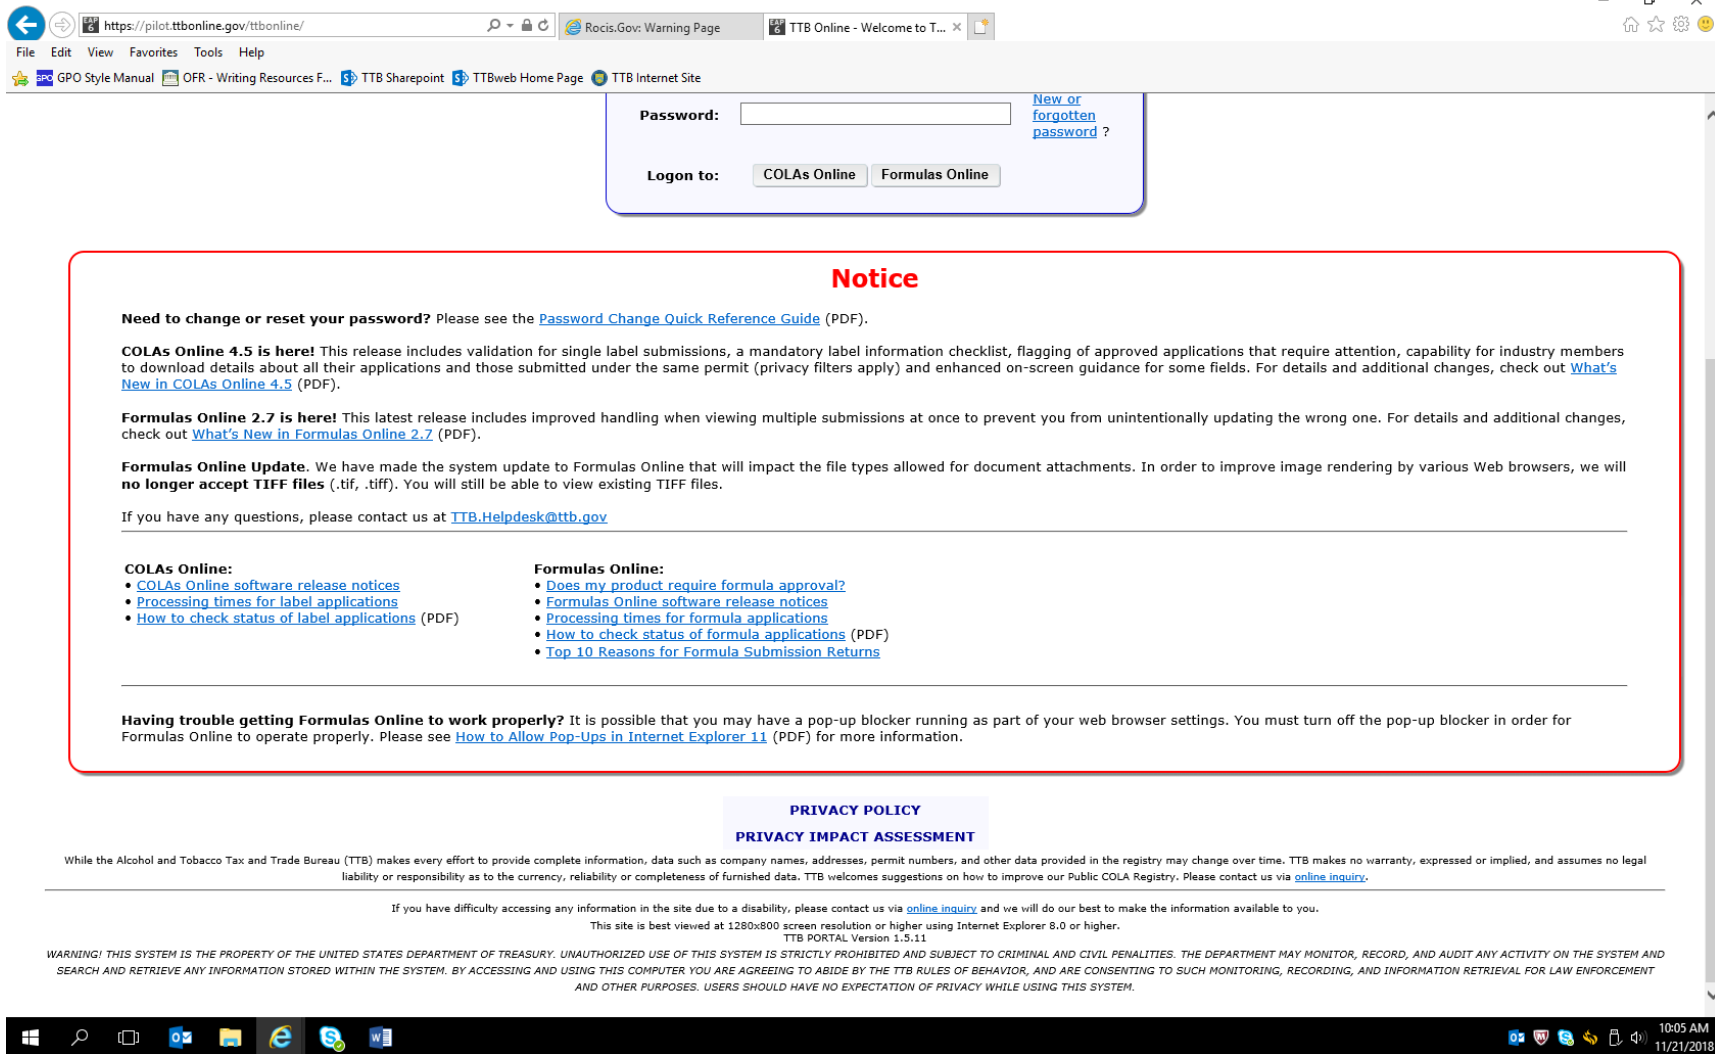 https://pilot.ttbonline.gov/ttbonline/
Rocis.Gov: Warning Page
TTB Online - Welcome to T...
File Edit View Favorites Tools Help
GPO Style Manual OFR - Writing Resources F... TTB Sharepoint TTBweb Home Page TTB Internet Site
Password:
New or
forgotten
password ?
Logon to: COLAs Online Formulas Online
Notice
Need to change or reset your password? Please see the Password Change Quick Reference Guide (PDF).
COLAs Online 4.5 is here! This release includes validation for single label submissions, a mandatory label information checklist, flagging of approved applications that require attention, capability for industry members
to download details about all their applications and those submitted under the same permit (privacy filters apply) and enhanced on-screen guidance for some fields. For details and additional changes, check out What's
New in COLAs Online 4.5 (PDF).
Formulas Online 2.7 is here! This latest release includes improved handling when viewing multiple submissions at once to prevent you from unintentionally updating the wrong one. For details and additional changes,
check out What's New in Formulas Online 2.7 (PDF).
Formulas Online Update. We have made the system update to Formulas Online that will impact the file types allowed for document attachments. In order to improve image rendering by various Web browsers, we will
no longer accept TIFF files (.tif, .tiff). You will still be able to view existing TIFF files.
If you have any questions, please contact us at TTB.Helpdesk@ttb.gov
COLAs Online:
• COLAs Online software release notices
• Processing times for label applications
• How to check status of label applications (PDF)
Formulas Online:
• Does my product require formula approval?
• Formulas Online software release notices
• Processing times for formula applications
• How to check status of formula applications (PDF)
• Top 10 Reasons for Formula Submission Returns
Having trouble getting Formulas Online to work properly? It is possible that you may have a pop-up blocker running as part of your web browser settings. You must turn off the pop-up blocker in order for
Formulas Online to operate properly. Please see How to Allow Pop-Ups in Internet Explorer 11 (PDF) for more information.
PRIVACY POLICY
PRIVACY IMPACT ASSESSMENT
While the Alcohol and Tobacco Tax and Trade Bureau (TTB) makes every effort to provide complete information, data such as company names, addresses, permit numbers, and other data provided in the registry may change over time. TTB makes no warranty, expressed or implied, and assumes no legal
liability or responsibility as to the currency, reliability or completeness of furnished data. TTB welcomes suggestions on how to improve our Public COLA Registry. Please contact us via online inquiry.
If you have difficulty accessing any information in the site due to a disability, please contact us via online inquiry and we will do our best to make the information available to you.
This site is best viewed at 1280x800 screen resolution or higher using Internet Explorer 8.0 or higher.
TTB PORTAL Version 1.5.11
WARNING! THIS SYSTEM IS THE PROPERTY OF THE UNITED STATES DEPARTMENT OF TREASURY. UNAUTHORIZED USE OF THIS SYSTEM IS STRICTLY PROHIBITED AND SUBJECT TO CRIMINAL AND CIVIL PENALITIES. THE DEPARTMENT MAY MONITOR, RECORD, AND AUDIT ANY ACTIVITY ON THE SYSTEM AND
SEARCH AND RETRIEVE ANY INFORMATION STORED WITHIN THE SYSTEM. BY ACCESSING AND USING THIS COMPUTER YOU ARE AGREEING TO ABIDE BY THE TTB RULES OF BEHAVIOR, AND ARE CONSENTING TO SUCH MONITORING, RECORDING, AND INFORMATION RETRIEVAL FOR LAW ENFORCEMENT
AND OTHER PURPOSES. USERS SHOULD HAVE NO EXPECTATION OF PRIVACY WHILE USING THIS SYSTEM.
10:05 AM
11/21/2018